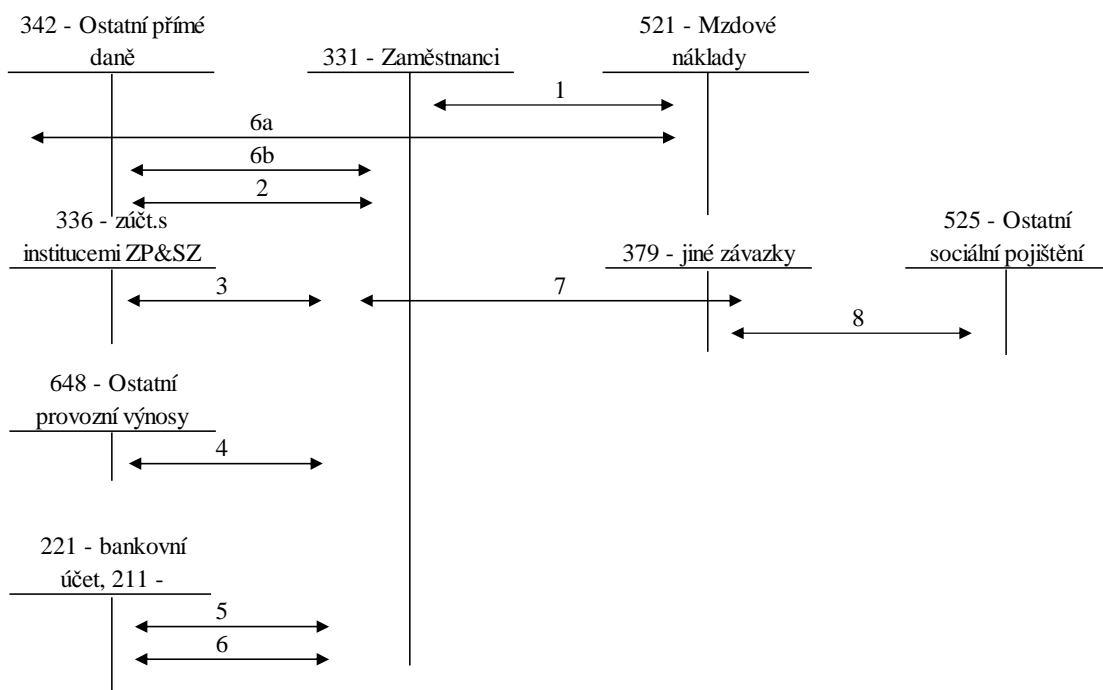 342 - Ostatní přímé
daně
331 - Zaměstnanci
521 - Mzdové
náklady
1
6a
6b
2
336 - zúčt.s
institucemi ZP&SZ
379 - jiné závazky
525 - Ostatní
sociální pojištění
3
7
8
648 - Ostatní
provozní výnosy
4
221 - bankovní
účet, 211 -
5
6